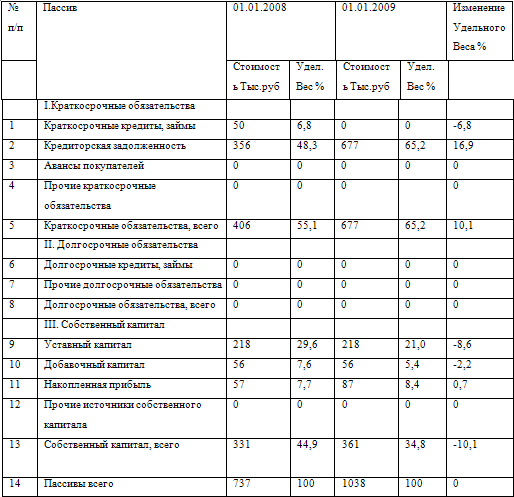 № Пассив 01.01.2008 01.01.2009 Изменение
п/п Удельного
Веса %
Стоимост Удел. Стоимост Удел.
ь Тыс.руб Вес % ь Тыс.руб Вес %
I.Краткосрочные обязательства
1 Краткосрочные кредиты, займы 50 6,8 0 0 -6,8
2 Кредиторская задолженность 356 48,3 677 65,2 16,9
3 Авансы покупателей 0 0 0 0 0
4 Прочие краткосрочные 0 0 0 0
обязательства
5 Краткосрочные обязательства, всего 406 55,1 677 65,2 10,1
II. Долгосрочные обязательства
6 Долгосрочные кредиты, займы 0 0 0 0 0
7 Прочие долгосрочные обязательства 0 0 0 0 0
8 Долгосрочные обязательства, всего 0 0 0 0 0
III. Собственный капитал
9 Уставный капитал 218 29,6 218 21,0 -8,6
10 Добавочный капитал 56 7,6 56 5,4 -2,2
11 Накопленная прибыль 57 7,7 87 8,4 0,7
12 Прочие источники собственного 0 0 0 0 0
капитала
13 Собственный капитал, всего 331 44,9 361 34,8 -10,1
14 Пассивы всего 737 100 1038 100 0